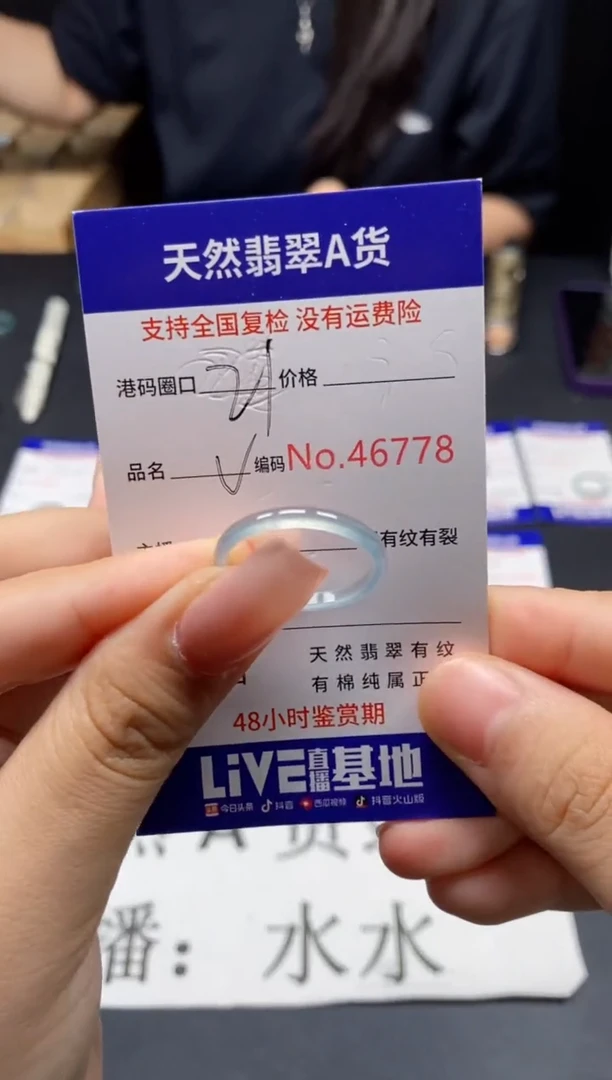 天然翡翠A货
支持全国复检 没有运费险
港码圈口 21 价格
品名 编码 No.46778
有纹有裂
天然翡翠有纹
有棉纯属正
48小时鉴赏期
LiVE直播基地
今日头条 抖音 西瓜视频 抖音火山版
A货
播：水水